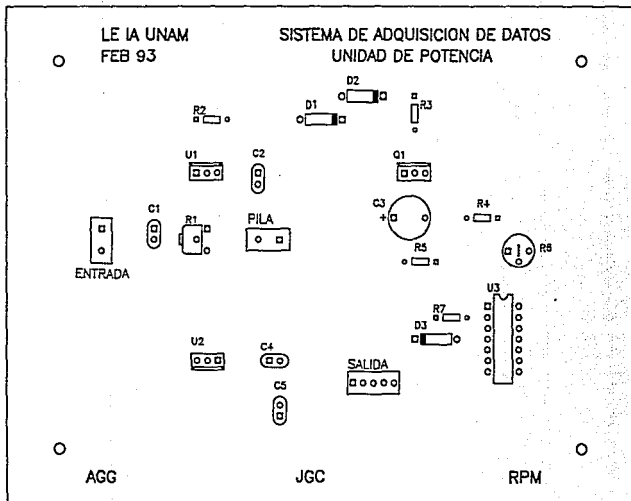 LE IA UNAM
FEB 93
SISTEMA DE ADQUISICION DE DATOS
UNIDAD DE POTENCIA
D2
D1
R2
R3
U1
C2
Q1
C3
+
R4
C1
R1
PILA
R5
R6
ENTRADA
U3
R7
D3
U2
C4
SALIDA
C5
AGG
JGC
RPM